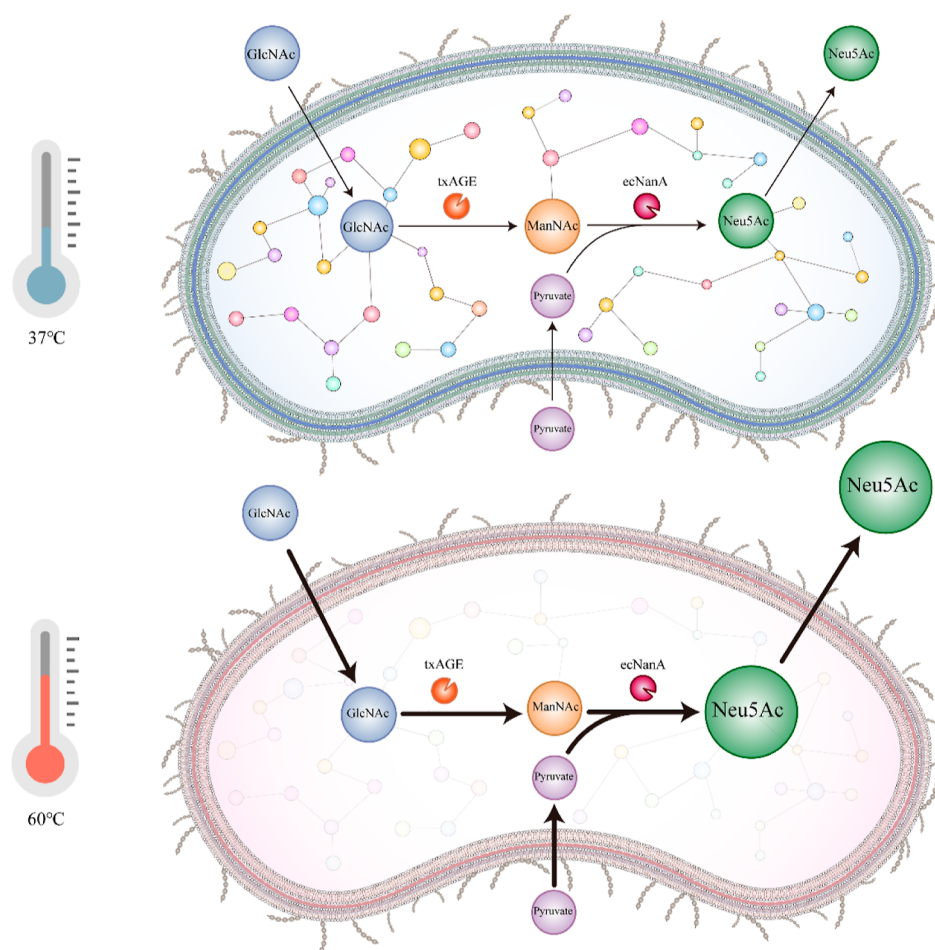 GlcNAc
Neu5Ac
txAGE
ecNanA
GlcNAc
ManNAc
Neu5Ac
Pyruvate
37℃
Pyruvate
Neu5Ac
GlcNAc
txAGE
ecNanA
GlcNAc
ManNAc
Neu5Ac
Pyruvate
60℃
Pyruvate